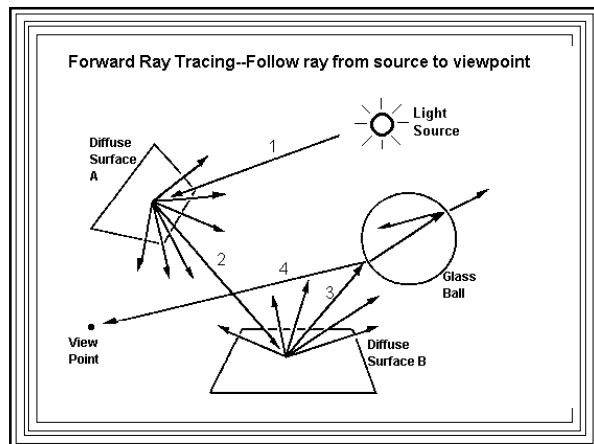 Forward Ray Tracing--Follow ray from source to viewpoint
Light
Source
1
Diffuse
Surface
A
2
4
3
Glass
Ball
View
Point
Diffuse
Surface B